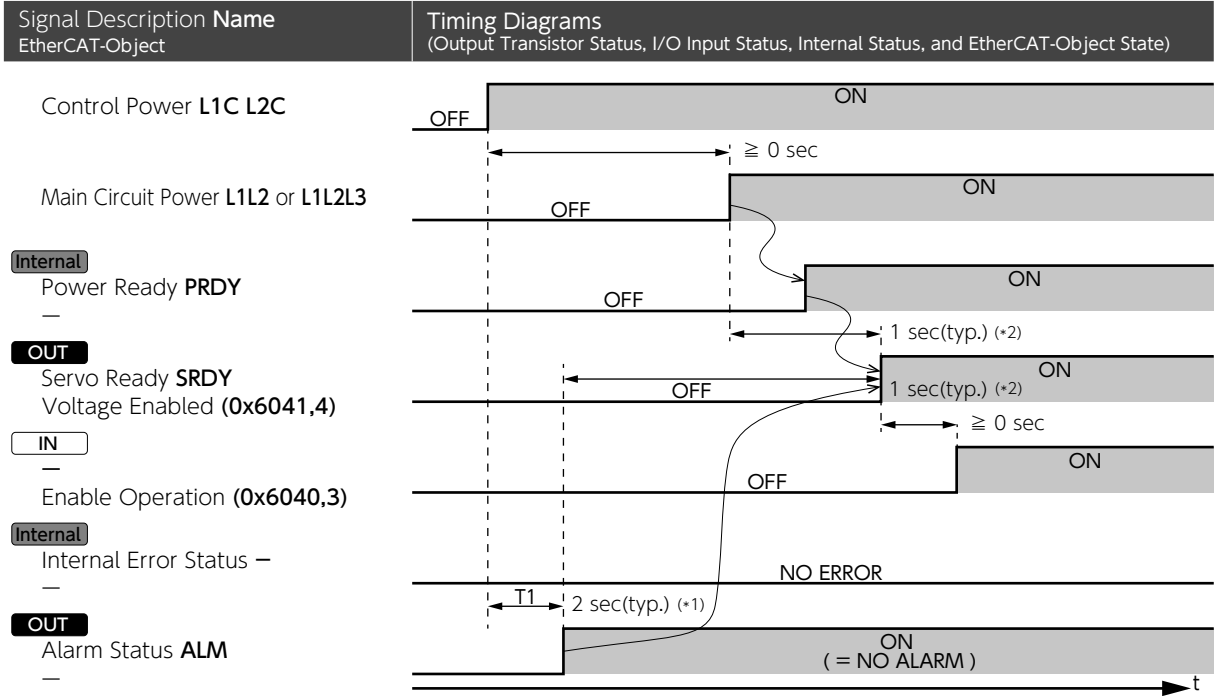 Signal Description Name
EtherCAT-Object
Timing Diagrams
(Output Transistor Status, I/O Input Status, Internal Status, and EtherCAT-Object State)
Control Power L1C L2C
OFF
ON
≧ 0 sec
Main Circuit Power L1L2 or L1L2L3
OFF
ON
Internal
Power Ready PRDY
—
OFF
ON
1 sec(typ.) (*2)
OUT
Servo Ready SRDY
Voltage Enabled (0x6041,4)
OFF
ON
1 sec(typ.) (*2)
≧ 0 sec
IN
—
Enable Operation (0x6040,3)
OFF
ON
Internal
Internal Error Status —
—
NO ERROR
T1
2 sec(typ.) (*1)
OUT
Alarm Status ALM
—
ON
( = NO ALARM )
t